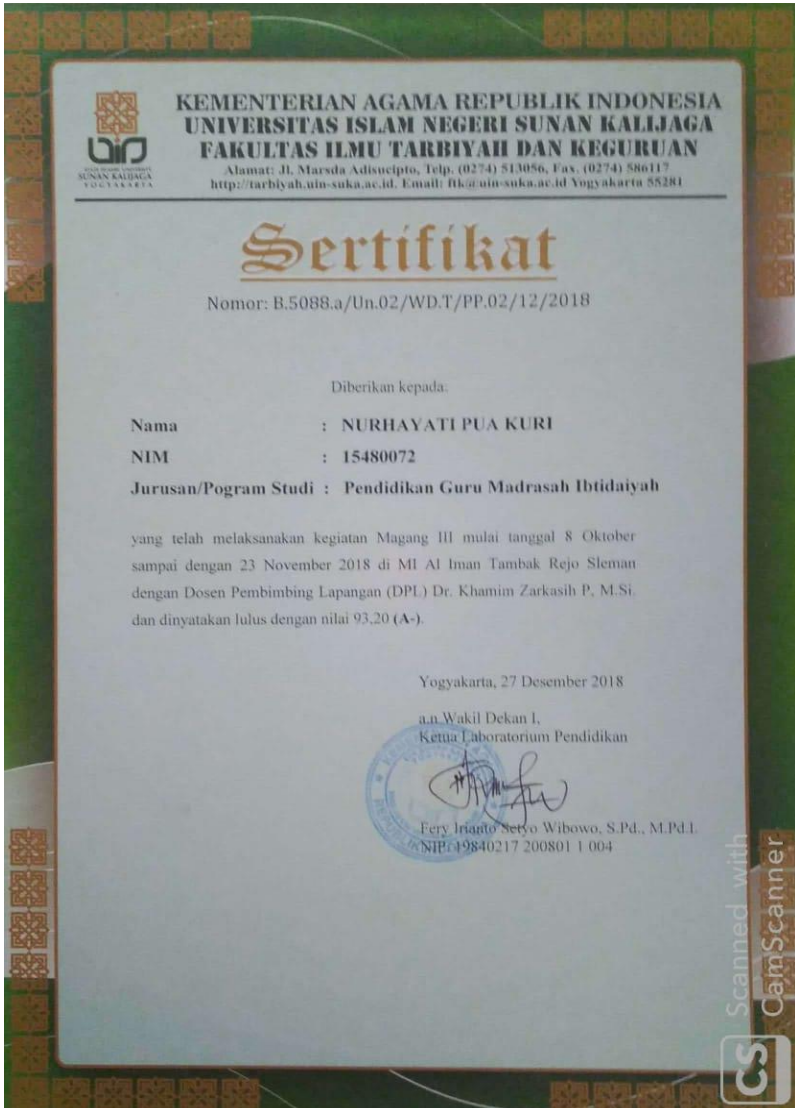 KEMENTERIAN AGAMA REPUBLIK INDONESIA
UNIVERSITAS ISLAM NEGERI SUNAN KALIJAGA
FAKULTAS ILMU TARBIYAH DAN KEGURUAN
Alamat: Jl. Marsda Adisucipto, Telp. (0274) 513056, Fax. (0274) 586117
http://tarbiyah.uin-suka.ac.id. Email: ftk@uin-suka.ac.id Yogyakarta 55281
SUNAN KALIJAGA
YOGYAKARTA
Sertifikat
Nomor: B.5088.a/Un.02/WD.T/PP.02/12/2018
Diberikan kepada:
Nama : NURHAYATI PUA KURI
NIM : 15480072
Jurusan/Pogram Studi : Pendidikan Guru Madrasah Ibtidaiyah
yang telah melaksanakan kegiatan Magang III mulai tanggal 8 Oktober
sampai dengan 23 November 2018 di MI Al Iman Tambak Rejo Sleman
dengan Dosen Pembimbing Lapangan (DPL) Dr. Khamim Zarkasih P, M.Si.
dan dinyatakan lulus dengan nilai 93,20 (A-).
Yogyakarta, 27 Desember 2018
a.n Wakil Dekan I,
Ketua Laboratorium Pendidikan
Fery Irianto Setyo Wibowo, S.Pd., M.Pd.I.
NIP: 19840217 200801 1 004
CS Scanned with
CamScanner